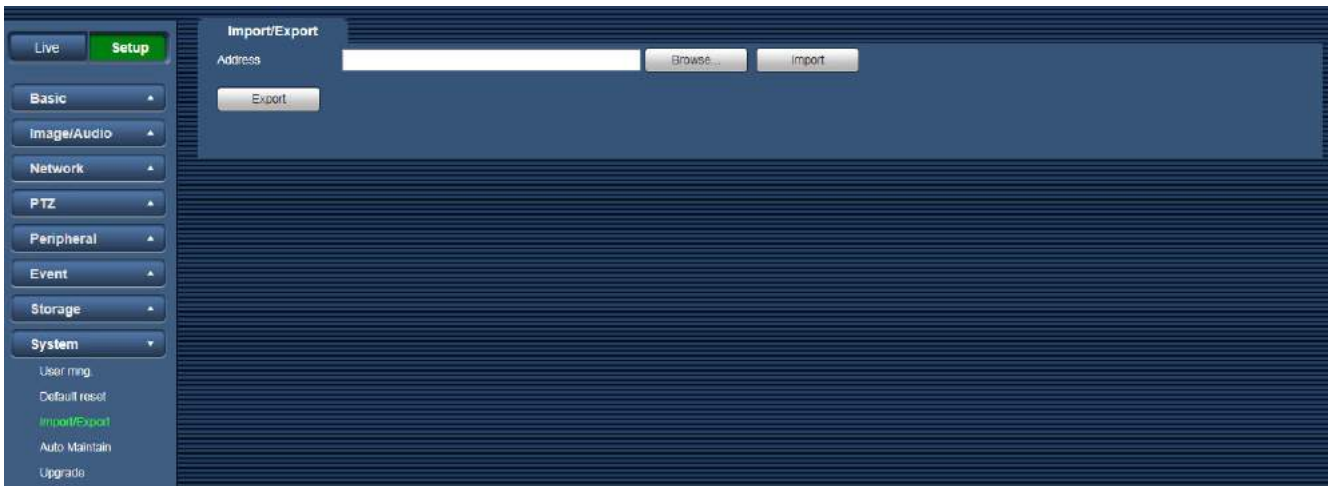 Live Setup
Basic
Image/Audio
Network
PTZ
Peripheral
Event
Storage
System
User mng.
Default reset
Import/Export
Auto Maintain
Upgrade
Import/Export
Address Browse... Import
Export